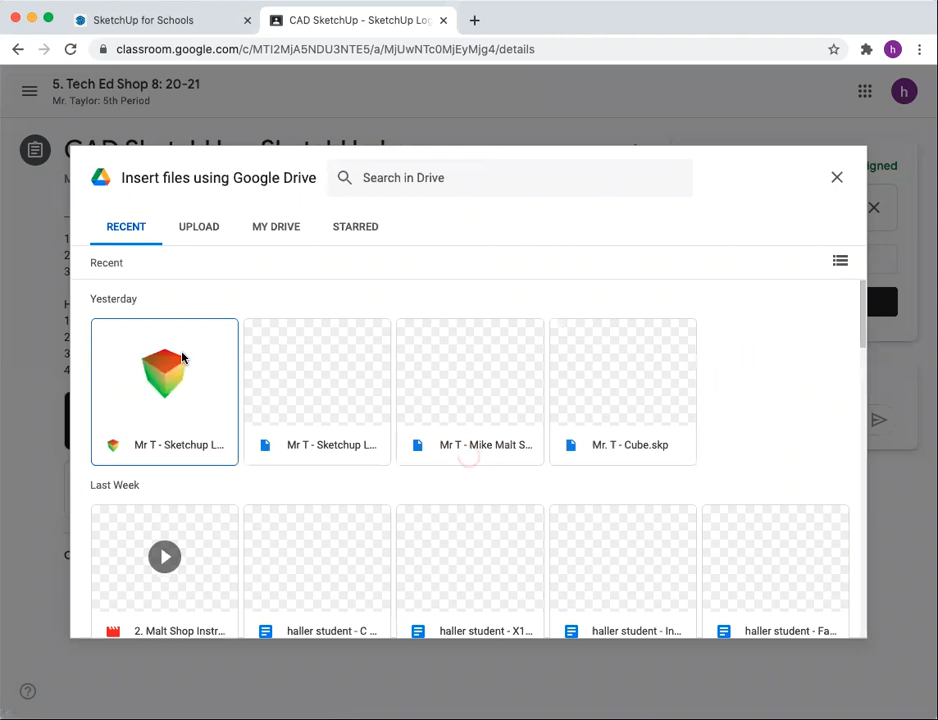 SketchUp for Schools
CAD SketchUp - SketchUp Log
classroom.google.com/c/MTI2MjA5NDU3NTE5/a/MjUwNTc0MjEyMjg4/details
h
5. Tech Ed Shop 8: 20-21
Mr. Taylor: 5th Period
h
Insert files using Google Drive
Search in Drive
igned
RECENT
UPLOAD
MY DRIVE
STARRED
Recent
Yesterday
Mr T - Sketchup L...
Mr T - Sketchup L...
Mr T - Mike Malt S...
Mr. T - Cube.skp
Last Week
2. Malt Shop Instr...
haller student - C ...
haller student - X1...
haller student - In...
haller student - Fa...